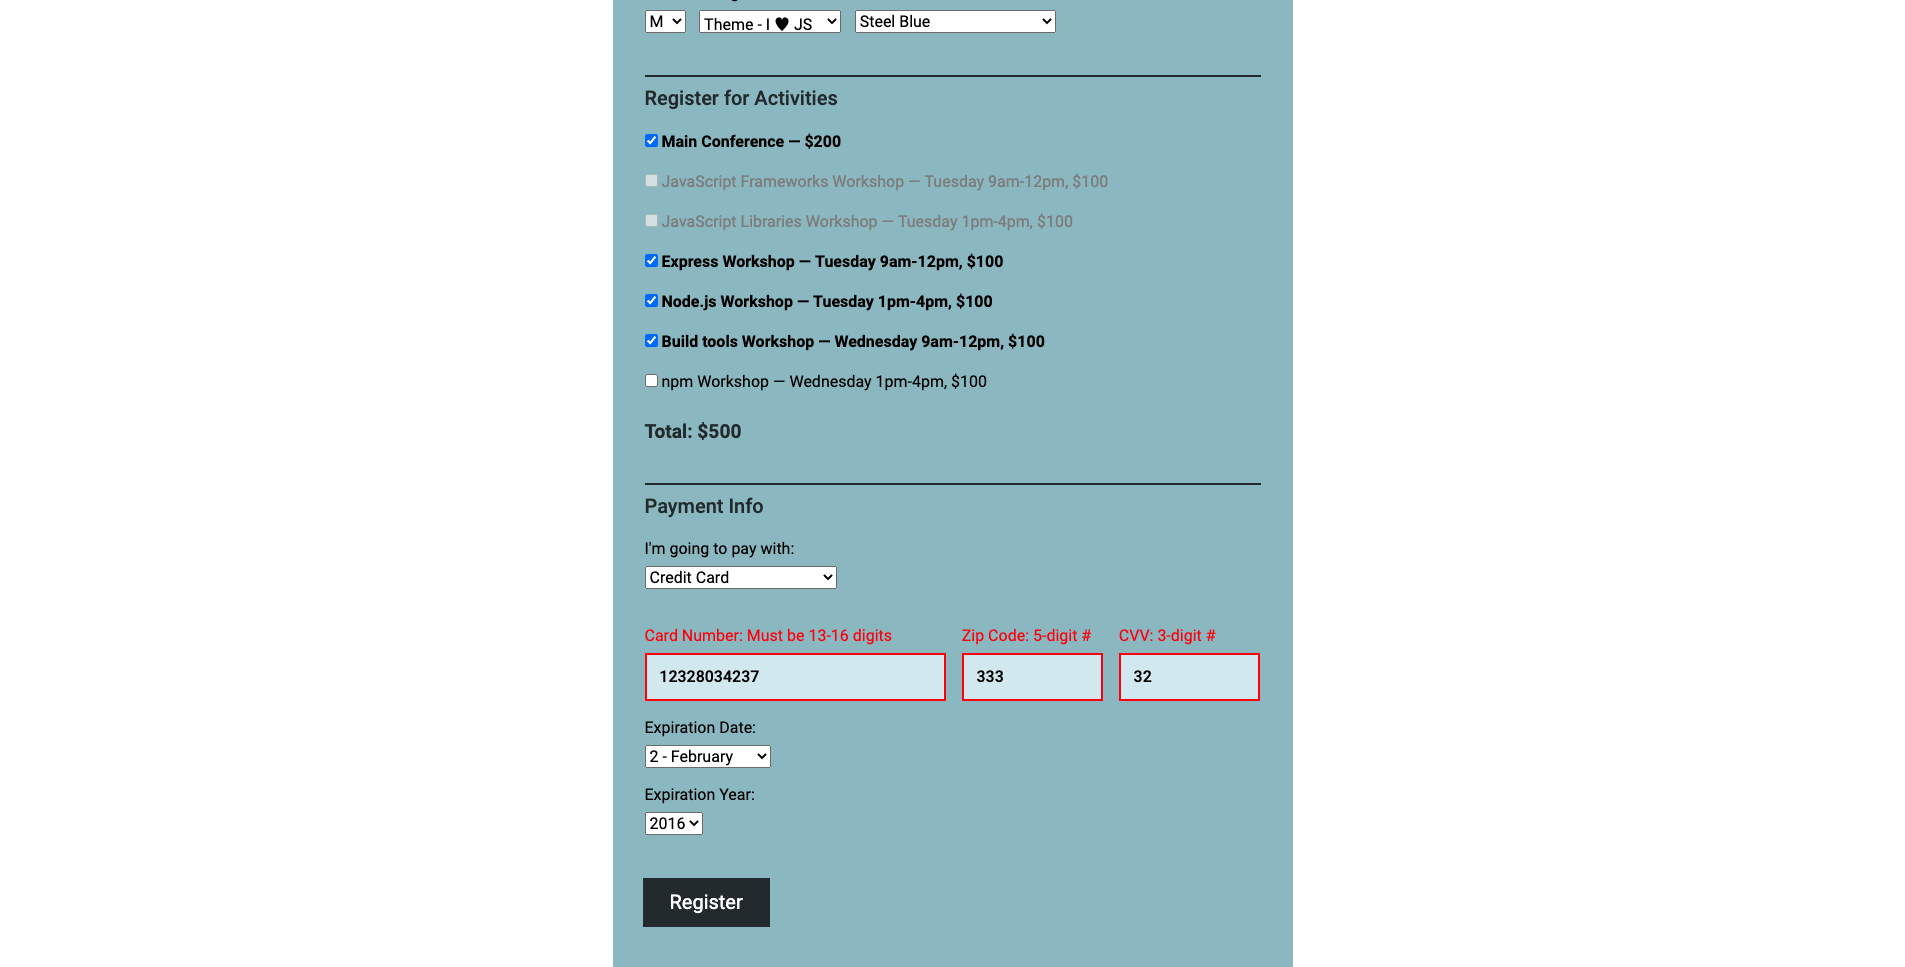 M Theme - I ♥ JS Steel Blue
Register for Activities
Main Conference — $200
JavaScript Frameworks Workshop — Tuesday 9am-12pm, $100
JavaScript Libraries Workshop — Tuesday 1pm-4pm, $100
Express Workshop — Tuesday 9am-12pm, $100
Node.js Workshop — Tuesday 1pm-4pm, $100
Build tools Workshop — Wednesday 9am-12pm, $100
npm Workshop — Wednesday 1pm-4pm, $100
Total: $500
Payment Info
I'm going to pay with:
Credit Card
Card Number: Must be 13-16 digits Zip Code: 5-digit # CVV: 3-digit #
12328034237 333 32
Expiration Date:
2 - February
Expiration Year:
2016
Register